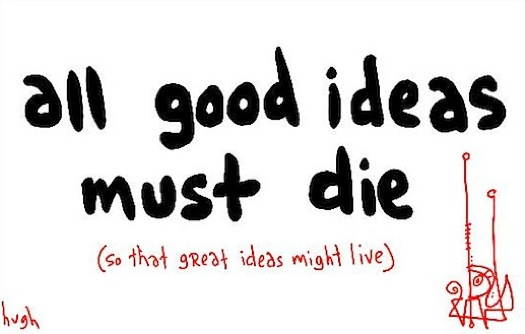 all good ideas
must die
(so that great ideas might live)
hugh